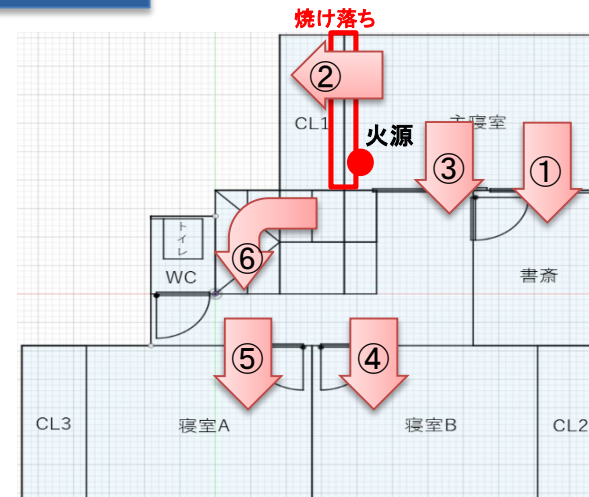 焼け落ち
②
CL1
火源
主寝室
③
①
トイレ
⑥
WC
書斎
⑤
④
CL3
寝室A
寝室B
CL2